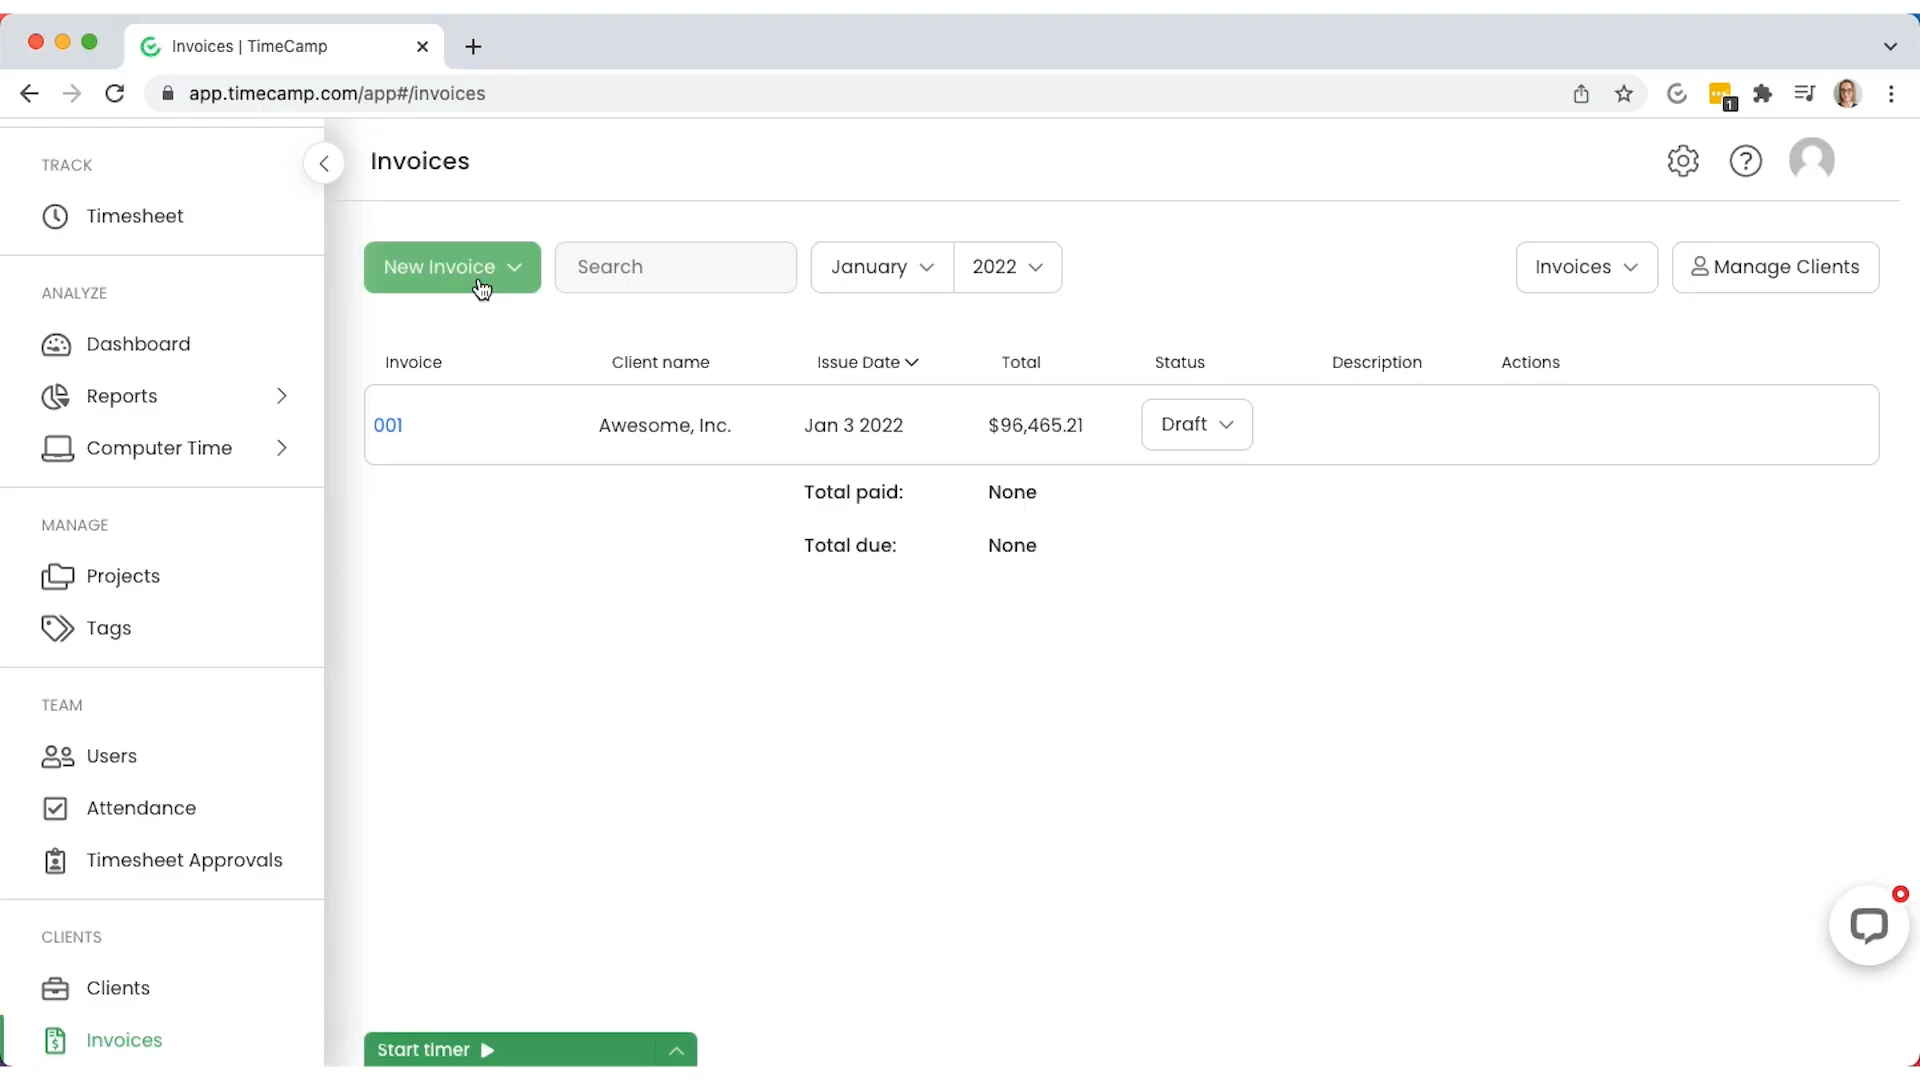 Invoices | TimeCamp
app.timecamp.com/app#/invoices
1
TRACK
Timesheet
ANALYZE
Dashboard
Reports
Computer Time
MANAGE
Projects
Tags
TEAM
Users
Attendance
Timesheet Approvals
CLIENTS
Clients
Invoices
Invoices
New Invoice
Search
January
2022
Invoices
Manage Clients
Invoice Client name Issue Date Total Status Description Actions
001 Awesome, Inc. Jan 3 2022 $96,465.21 Draft
Total paid: None
Total due: None
Start timer